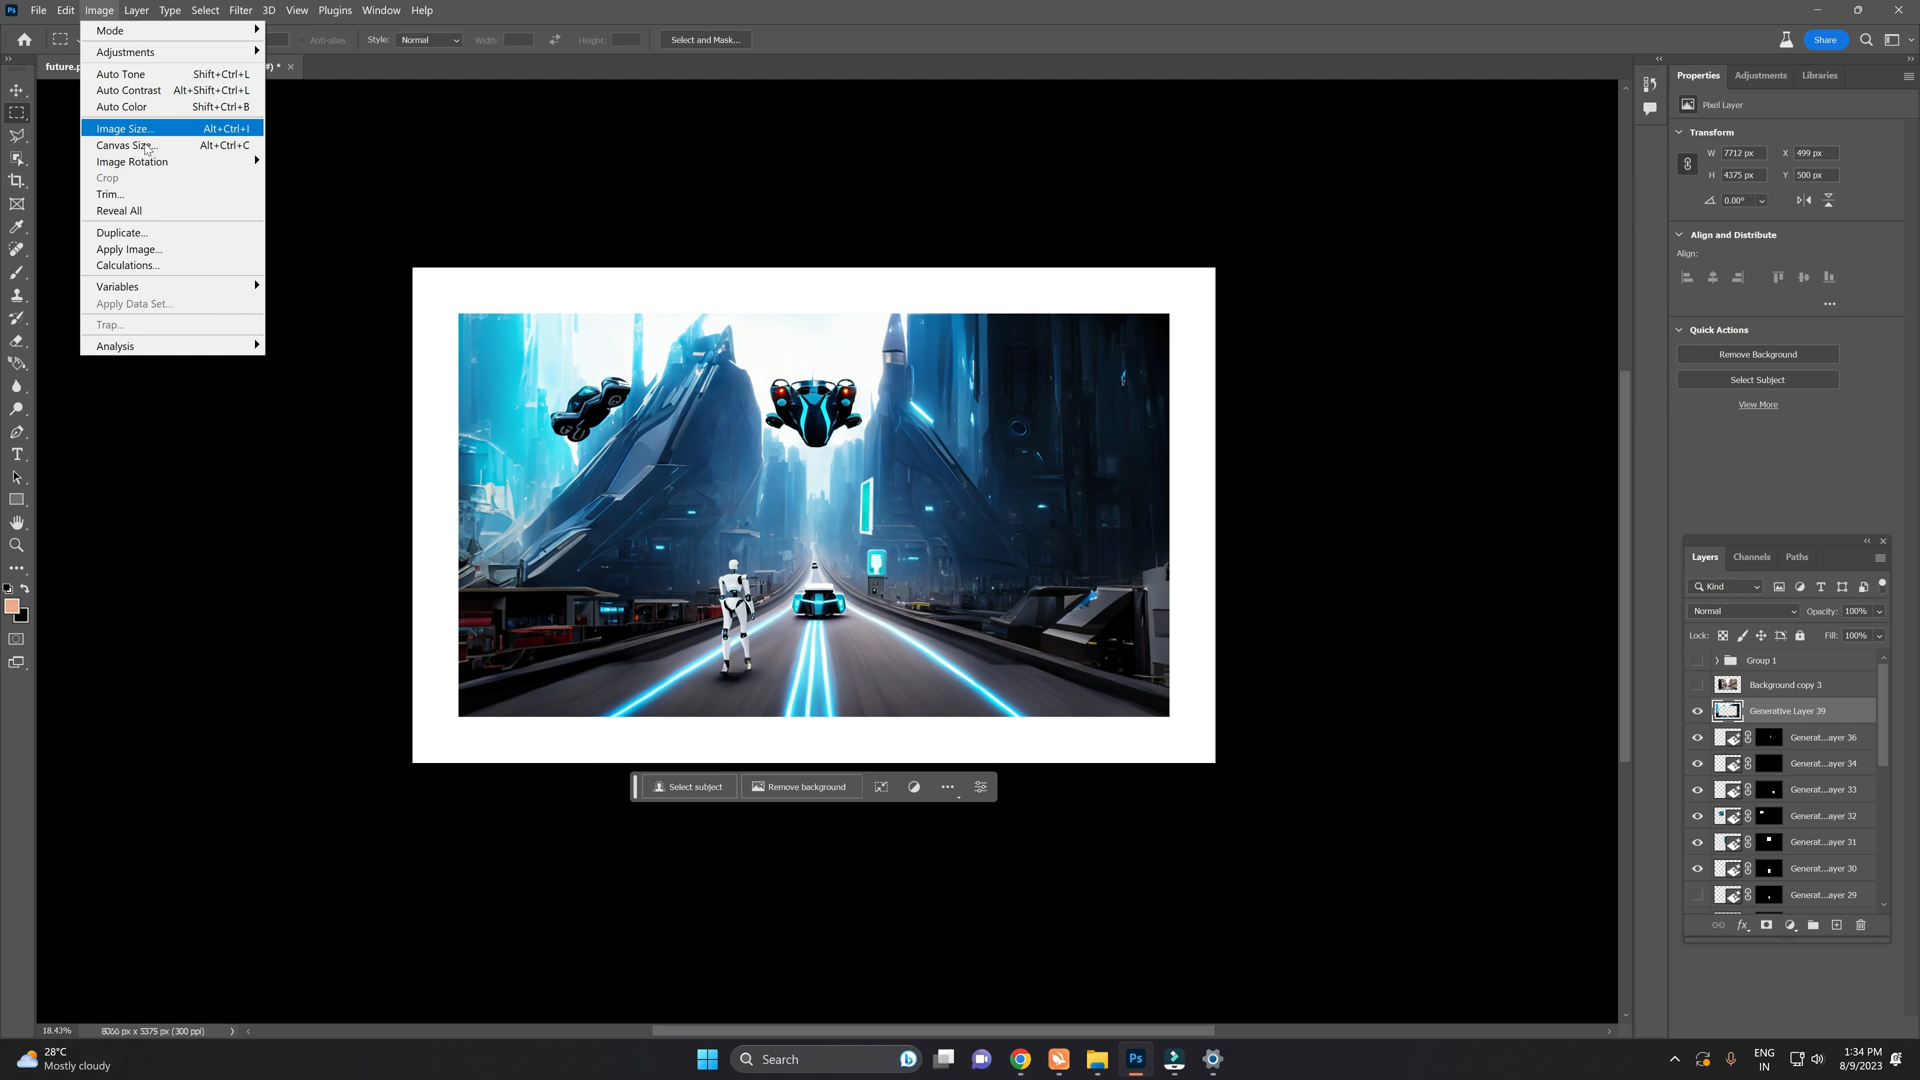 Ps File Edit Image Layer Type Select Filter 3D View Plugins Window Help
Anti-alias Style: Normal Width: Height: Select and Mask... Share
future.p #) * ×
Mode
Adjustments
Auto Tone Shift+Ctrl+L
Auto Contrast Alt+Shift+Ctrl+L
Auto Color Shift+Ctrl+B
Image Size... Alt+Ctrl+I
Canvas Size... Alt+Ctrl+C
Image Rotation
Crop
Trim...
Reveal All
Duplicate...
Apply Image...
Calculations...
Variables
Apply Data Set...
Trap...
Analysis
Select subject Remove background
Properties Adjustments Libraries
Pixel Layer
Transform
W 7712 px X 499 px
H 4375 px Y 500 px
0.00°
Align and Distribute
Align:
Quick Actions
Remove Background
Select Subject
View More
Layers Channels Paths
Kind
Normal Opacity: 100%
Lock: Fill: 100%
Group 1
Background copy 3
Generative Layer 39
Generat...ayer 36
Generat...ayer 34
Generat...ayer 33
Generat...ayer 32
Generat...ayer 31
Generat...ayer 30
Generat...ayer 29
fx
18.43% px x 5375 px (300 ppi)
28°C
Mostly cloudy
Search
Ps
ENG
IN
1:34 PM
8/9/2023